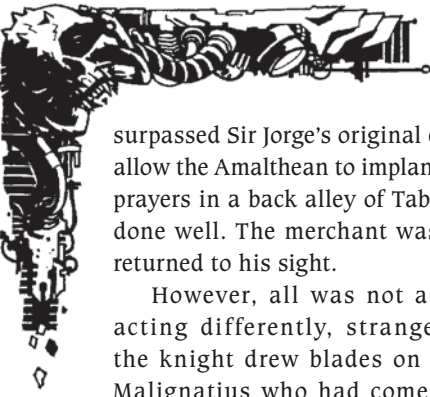 surpassed Sir Jorge’s original
allow the Amalthean to implan
prayers in a back alley of Tab
done well. The merchant was
returned to his sight.
However, all was not a
acting differently, strange
the knight drew blades on
Malignatius who had come